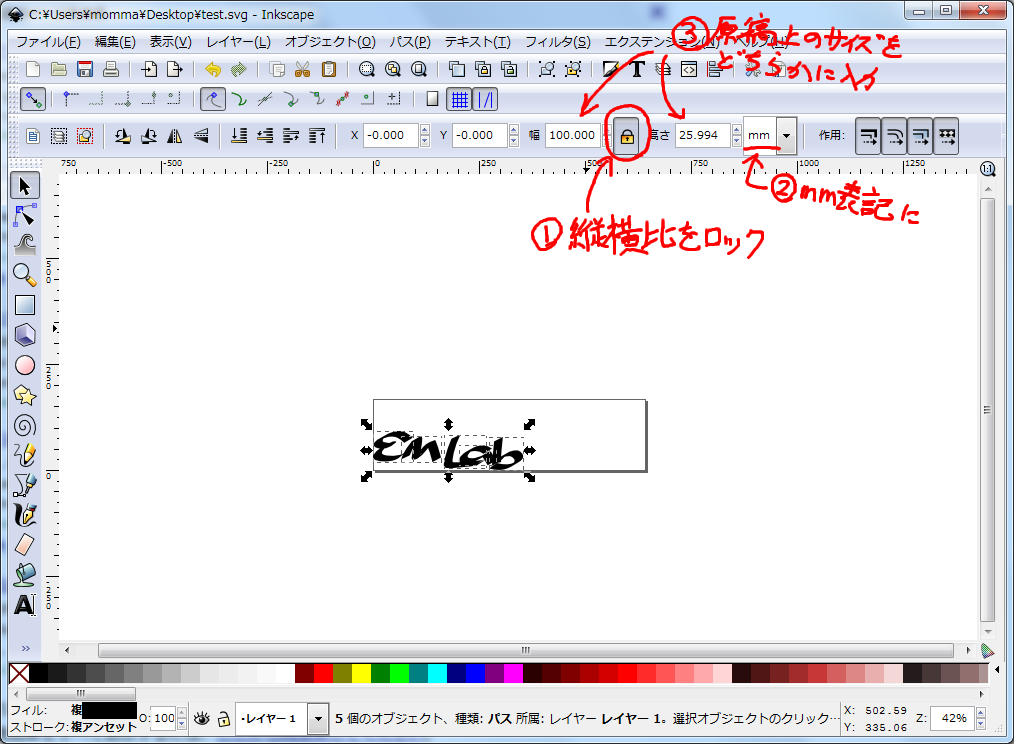 C:¥Users¥momma¥Desktop¥test.svg - Inkscape
ファイル(F) 編集(E) 表示(V) レイヤー(L) オブジェクト(O) パス(P) テキスト(T) フィルタ(S) エクステンション(N)
③原稿上のサイズを
どちらかに入力
X -0.000 Y -0.000 幅 100.000 高さ 25.994 mm 作用:
750 -500 -250 0 250 500 750 1000 1250
1:1
②mm表記に
①縦横比をロック
500
250
0
-250
EmLab
フィル: 複
ストローク: 複アンセット
O: 100
·レイヤー 1
5 個のオブジェクト、種類: パス 所属: レイヤー レイヤー 1。選択オブジェクトのクリック…
X: 502.59
Y: 335.06
Z: 42%